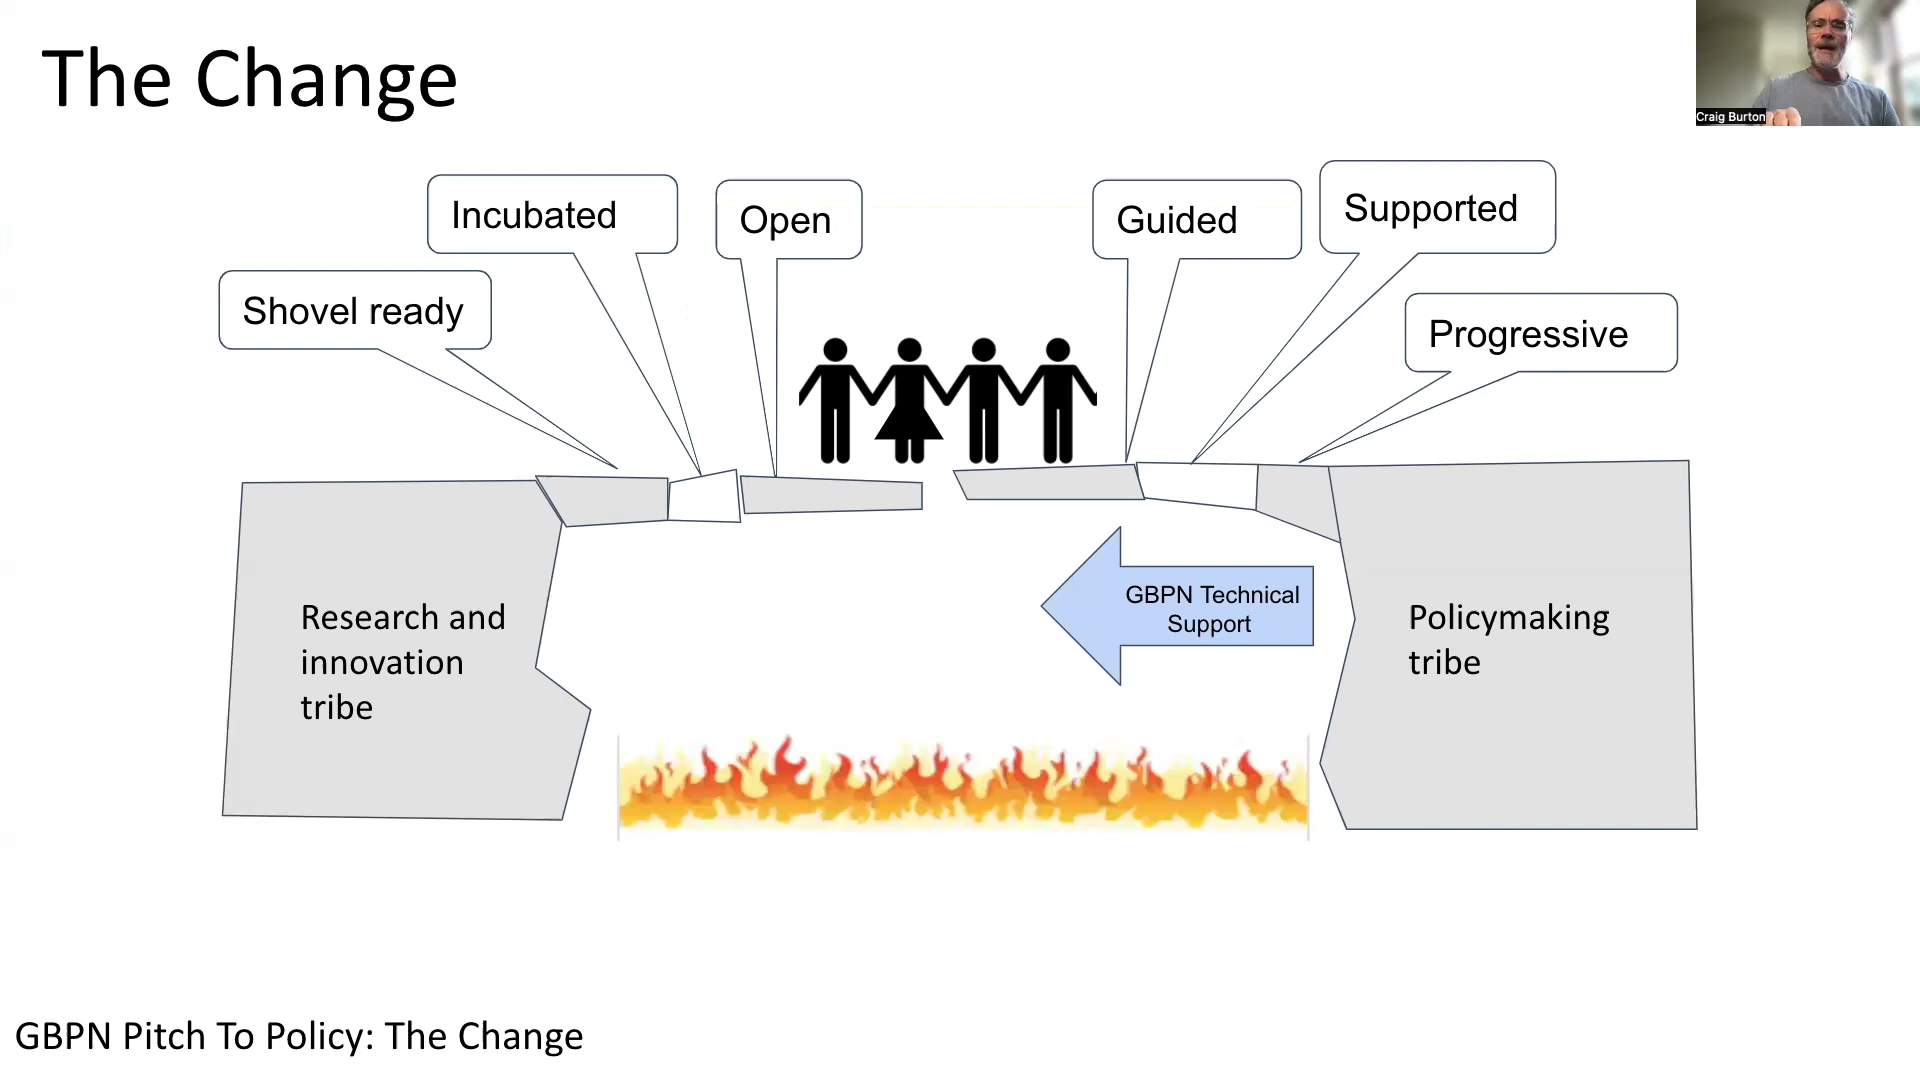 The Change
Craig Burton
Incubated
Open
Guided
Supported
Shovel ready
Progressive
GBPN Technical
Support
Research and
innovation
tribe
Policymaking
tribe
GBPN Pitch To Policy: The Change